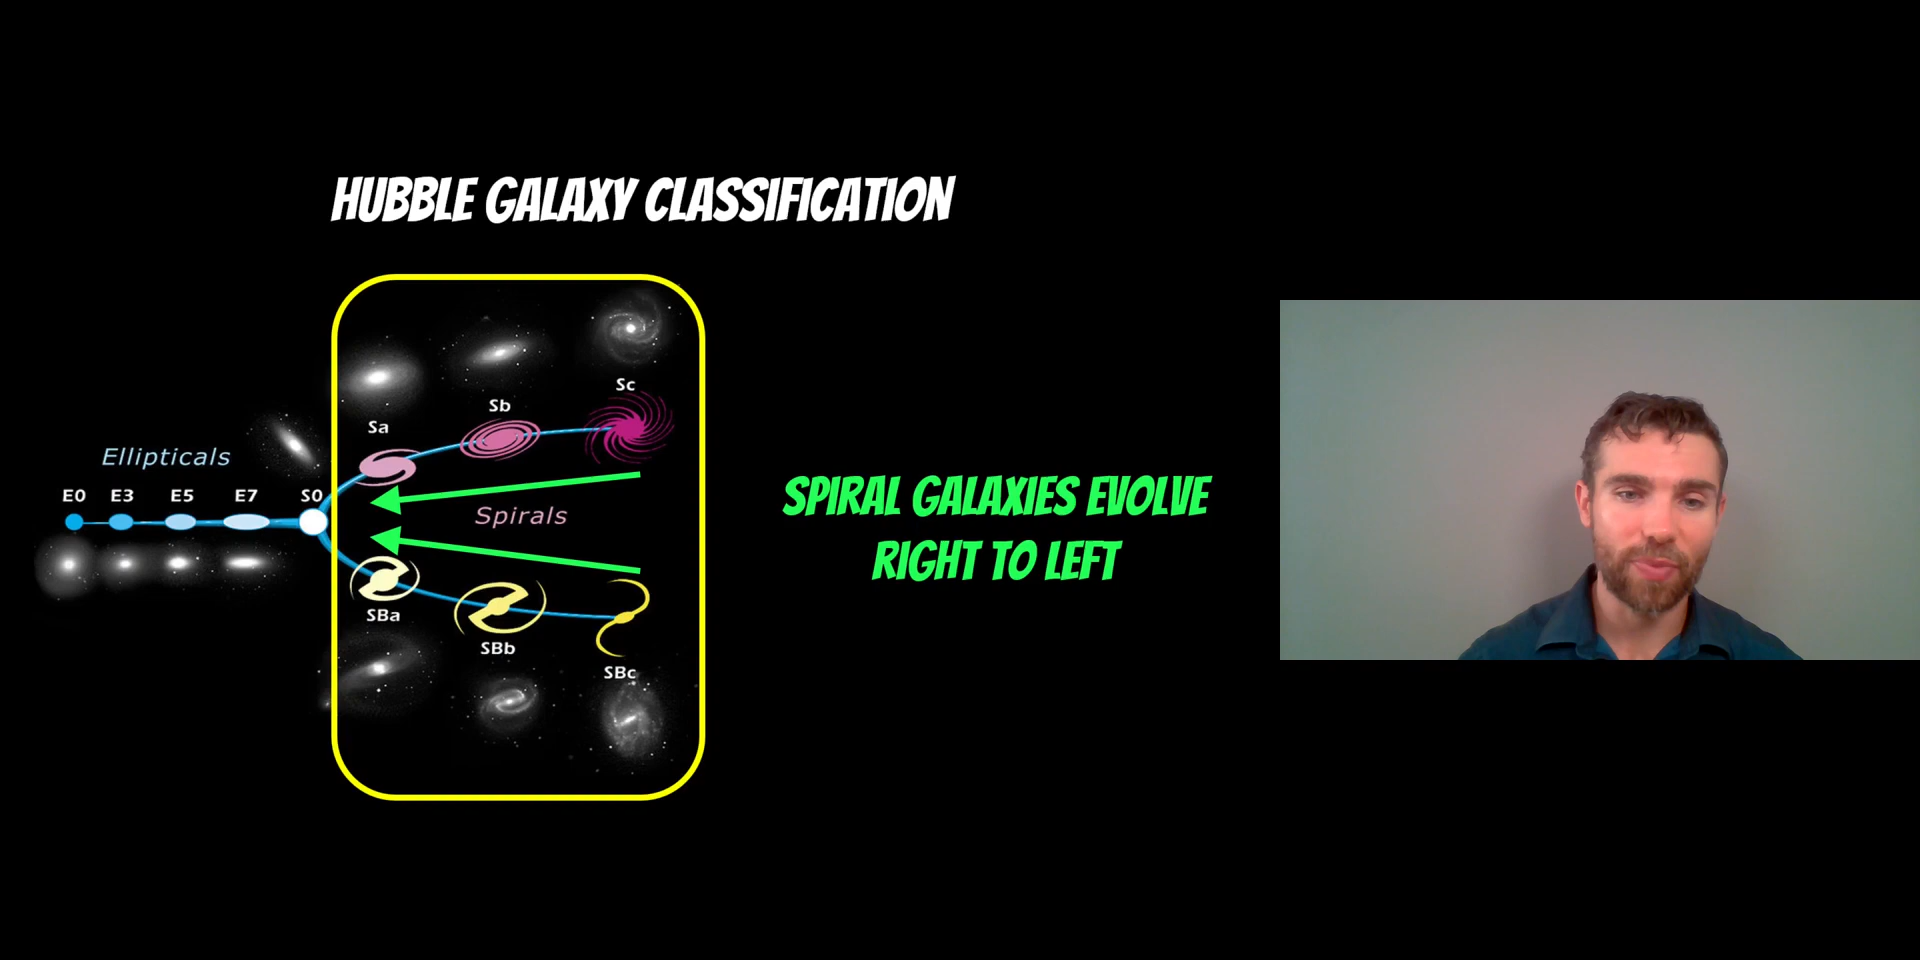 HUBBLE GALAXY CLASSIFICATION
Sc
Sb
Sa
Ellipticals
E0 E3 E5 E7 S0
Spirals
SPIRAL GALAXIES EVOLVE
RIGHT TO LEFT
SBa
SBb
SBc